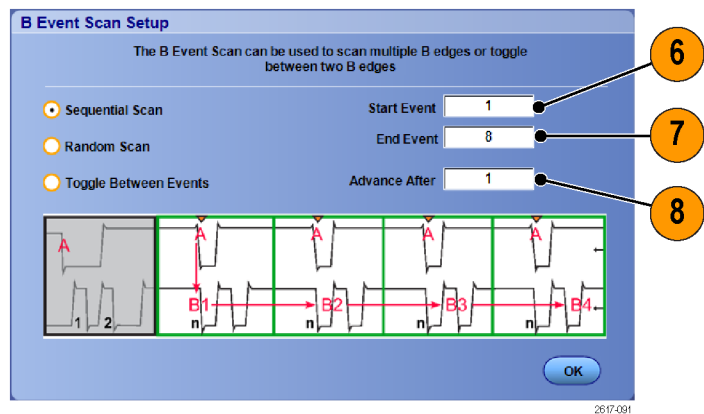 B Event Scan Setup
The B Event Scan can be used to scan multiple B edges or toggle
between two B edges
Sequential Scan
Start Event 1
6
Random Scan
End Event 8
7
Toggle Between Events
Advance After 1
8
A A A A A
B1 B2 B3 B4
1 2 n n n n
OK
2617-091